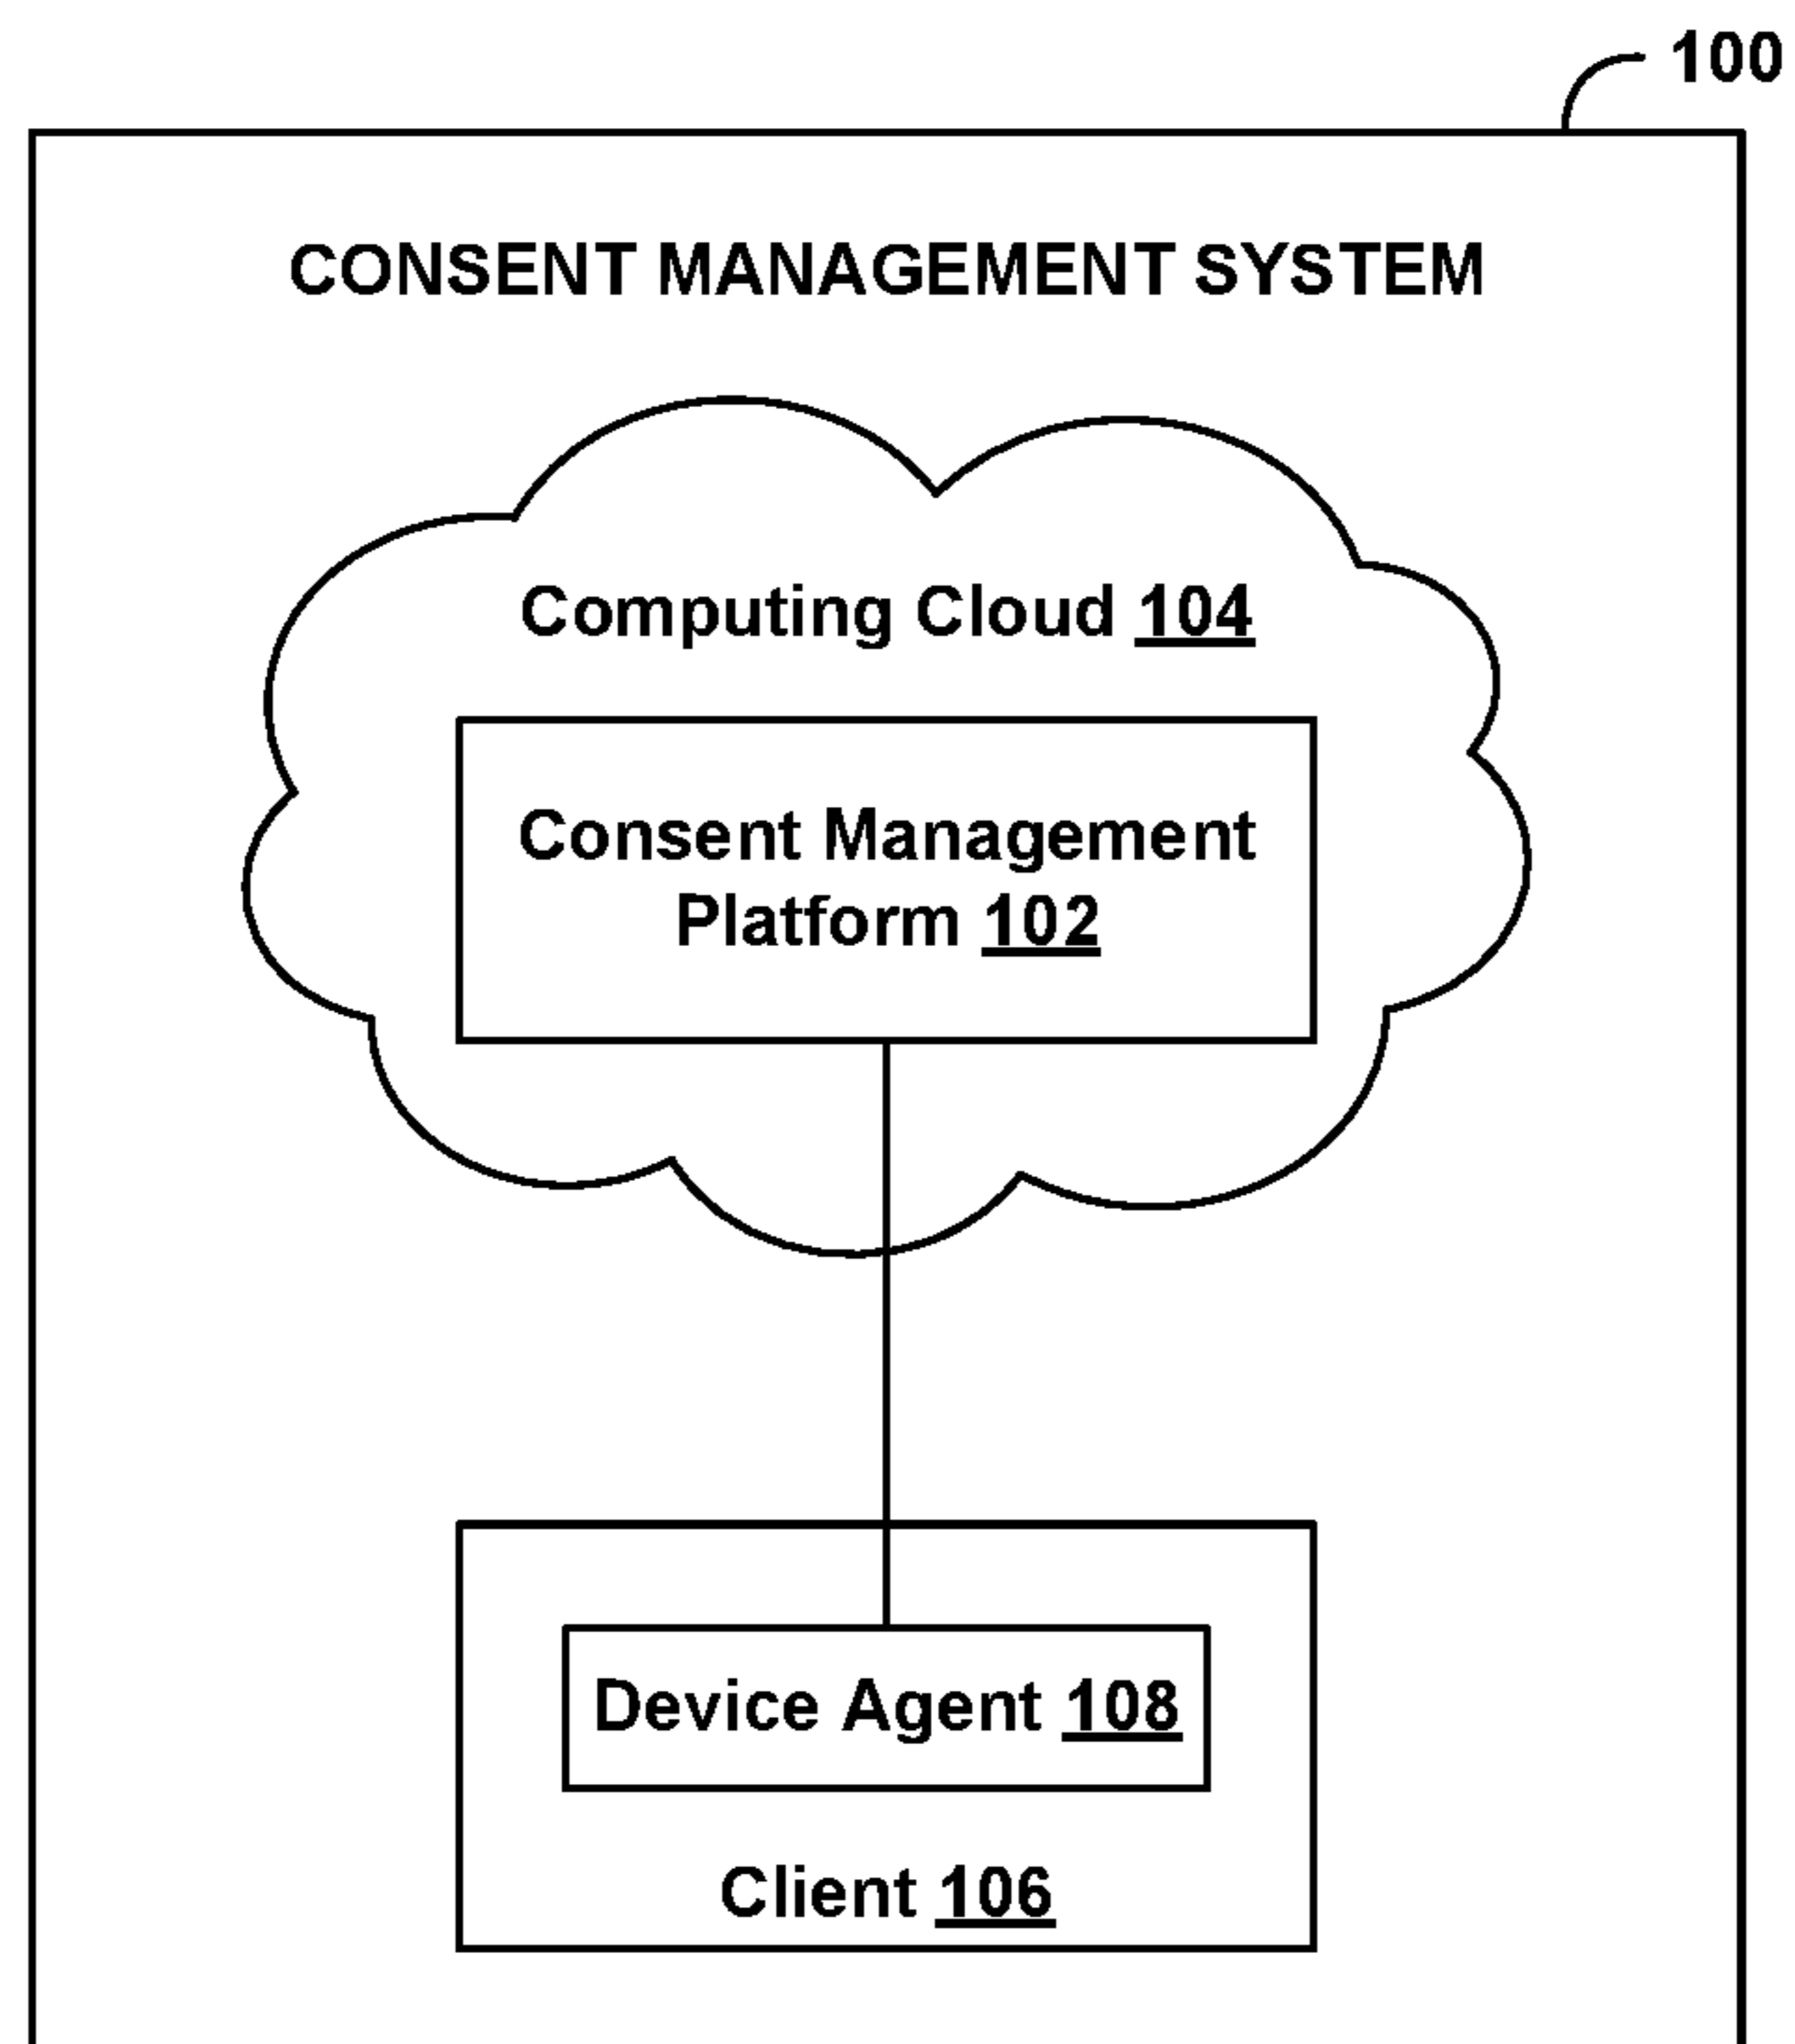 100
CONSENT MANAGEMENT SYSTEM
Computing Cloud 104
Consent Management
Platform 102
Device Agent 108
Client 106